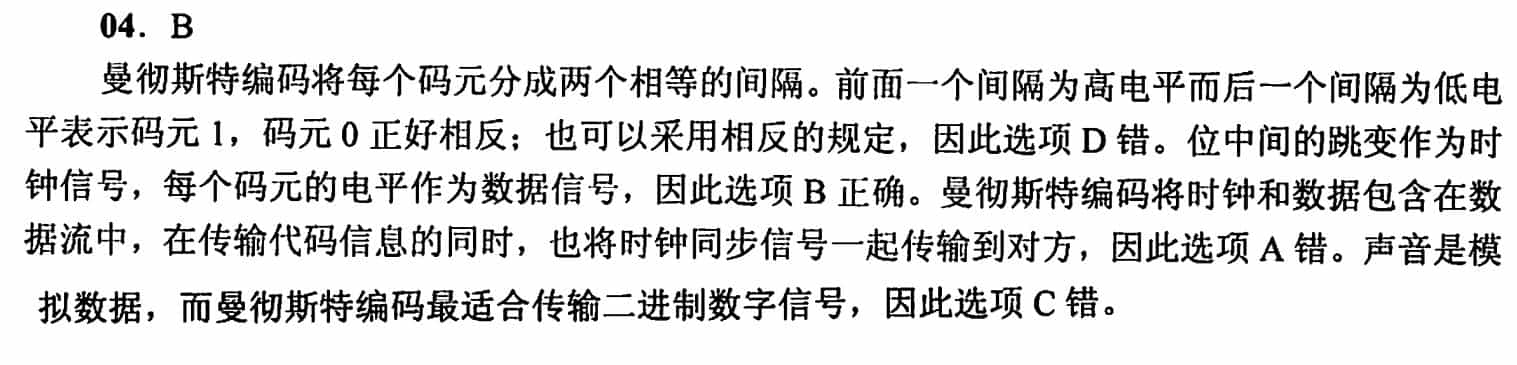 04． B
曼彻斯特编码将每个码元分成两个相等的间隔。前面一个间隔为高电平而后一个间隔为低电
平表示码元 1，码元 0 正好相反；也可以采用相反的规定，因此选项 D 错。位中间的跳变作为时
钟信号，每个码元的电平作为数据信号，因此选项 B 正确。曼彻斯特编码将时钟和数据包含在数
据流中，在传输代码信息的同时，也将时钟同步信号一起传输到对方，因此选项 A 错。声音是模
拟数据，而曼彻斯特编码最适合传输二进制数字信号，因此选项 C 错。